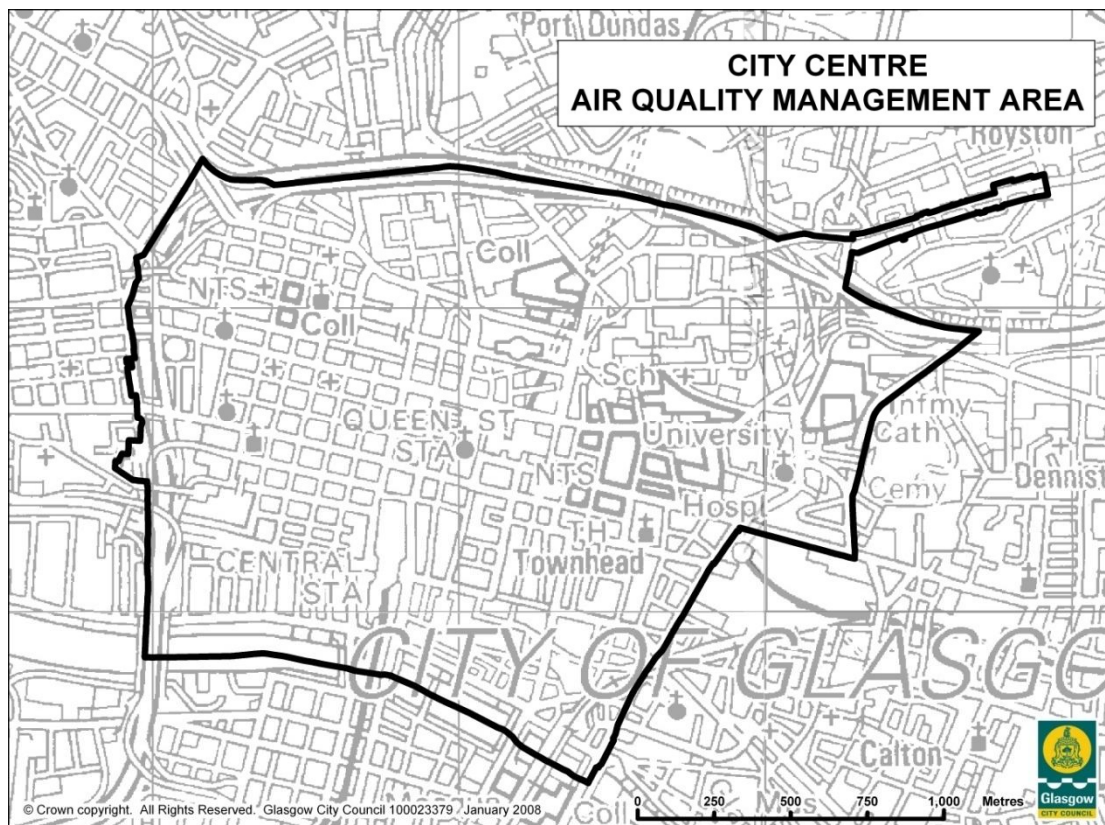 Port Dundas
CITY CENTRE
AIR QUALITY MANAGEMENT AREA
Royston
Coll
NTS
Coll
Sch
Infmy
QUEEN ST
STA
University
Cath
NTS
Cemy
Dennist
Hospl
TH
Townhead
CENTRAL
STA
CITY OF GLASGO
Calton
© Crown copyright. All Rights Reserved. Glasgow City Council 100023379 January 2008
Coll
0 250 500 750 1,000 Metres
Glasgow
CITY COUNCIL